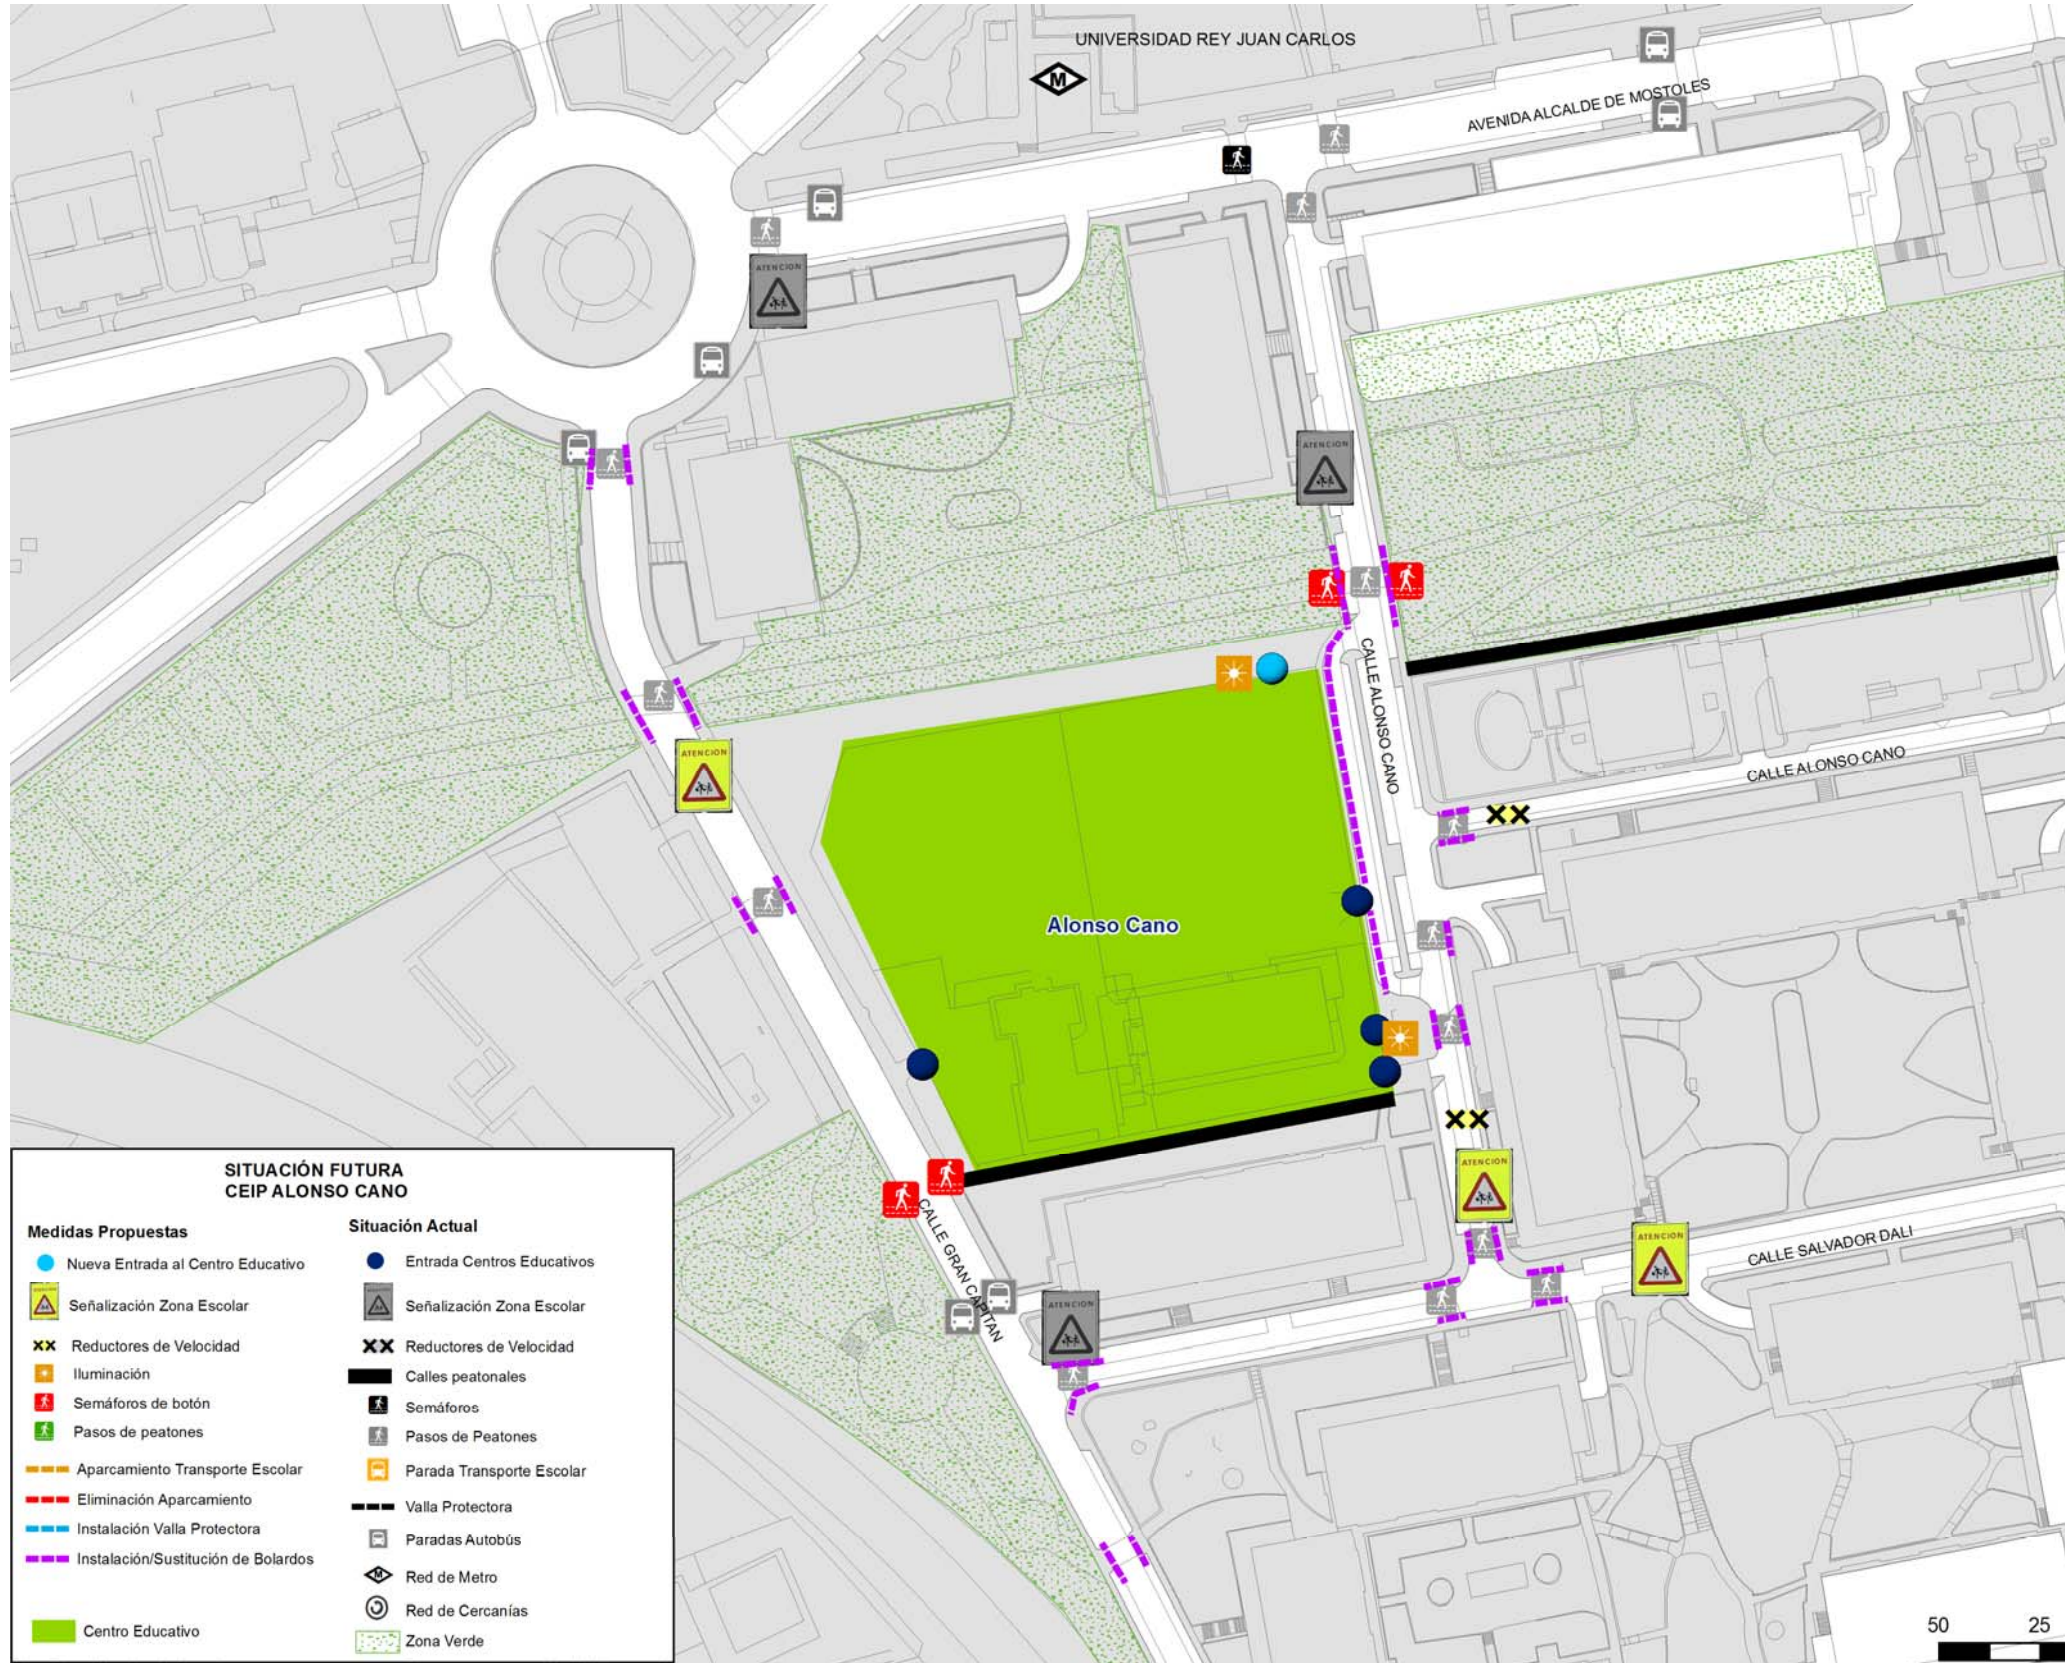 UNIVERSIDAD REY JUAN CARLOS
M
AVENIDA ALCALDE DE MOSTOLES
ATENCION
ATENCION
CALLE ALONSO CANO
ATENCION
CALLE ALONSO CANO
Alonso Cano
ATENCION
CALLE GRAN CAPITAN
ATENCION
CALLE SALVADOR DALI
ATENCION
SITUACIÓN FUTURA
CEIP ALONSO CANO
Medidas Propuestas
Nueva Entrada al Centro Educativo
Señalización Zona Escolar
Reductores de Velocidad
Iluminación
Semáforos de botón
Pasos de peatones
Aparcamiento Transporte Escolar
Eliminación Aparcamiento
Instalación Valla Protectora
Instalación/Sustitución de Bolardos
Centro Educativo
Situación Actual
Entrada Centros Educativos
Señalización Zona Escolar
Reductores de Velocidad
Calles peatonales
Semáforos
Pasos de Peatones
Parada Transporte Escolar
Valla Protectora
Paradas Autobús
M
Red de Metro
Red de Cercanías
Zona Verde
50 25